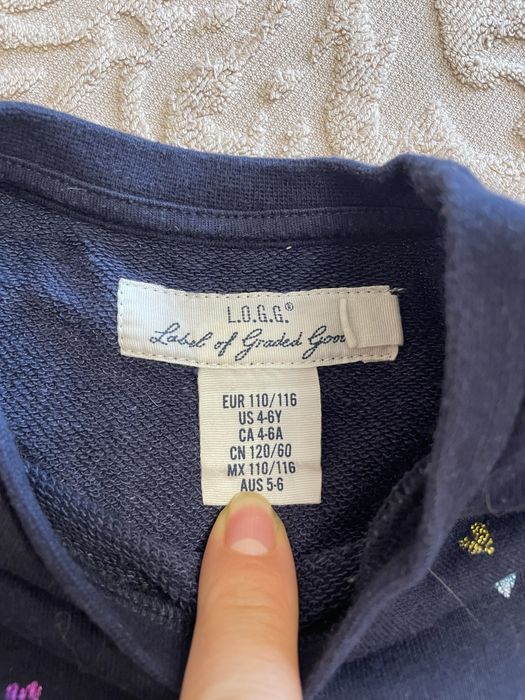 L.O.G.G.®
Label of Graded
EUR 110/116
US 4-6Y
CA 4-6A
CN 120/60
MX 110/116
AUS 5-6